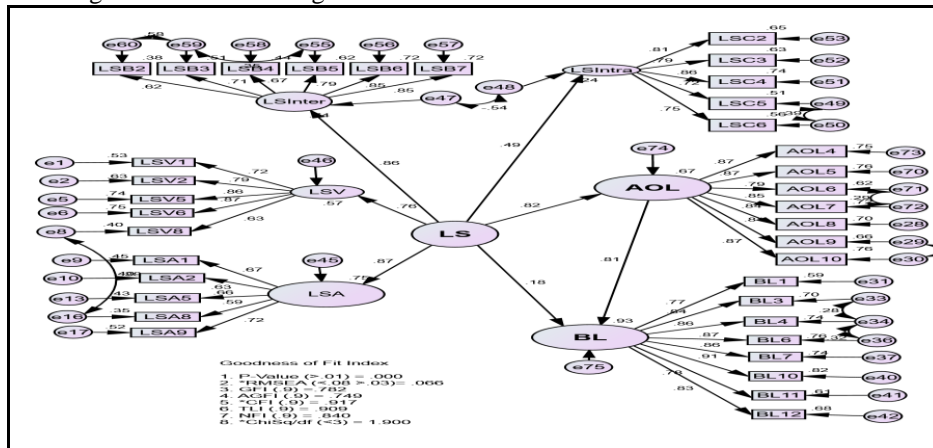 e60 .58 e59 e58 .44 e55 e56 e57
.38 .51 .62 .72 .72
LSB2 LSB3 LSB4 LSB5 LSB6 LSB7
.62 .71 .67 .79 .85 .85
LSInter
e47 -.54 e48
LSIntra
.24
.81 .79 .86 .72 .75
.65
LSC2 e53
.63
LSC3 e52
.74
LSC4 e51
.51
LSC5 e49
.56 .39
LSC6 e50
.86 .49
e1 .53 LSV1
e2 .63 LSV2
e5 .74 LSV5
e6 .75 LSV6
e8 .40 LSV8
.72 .79 .86 .87 .63
e46
LSV
.57
.76
LS
.82
.87
.18
e9 .45 LSA1
e10 LSA2
e13 .43 LSA5
e16 .35 LSA8
e17 .52 LSA9
.67 .63 .66 .59 .72
e45
.75
LSA
e74
.67
AOL
.87 .87 .79 .85 .84 .87
AOL4 .75 e73
AOL5 .76 e70
AOL6 .62 e71
AOL7 e72
AOL8 .70 e28
AOL9 .66 e29
AOL10 .76 e30
.81
.93
BL
e75
.77 .84 .86 .87 .86 .91 .78 .83
BL1 .59 e31
BL3 .70 e33
.28
BL4 .74 e34
BL6 .76 .32 e36
BL7 .74 e37
BL10 .82 e40
BL11 .61 e41
BL12 .68 e42
Goodness of Fit Index
1. P-Value (>.01) = .000
2. *RMSEA (<.08 >.03)= .066
3. GFI (.9) =.782
4. AGFI (.9) =.749
5. *CFI (.9) =.917
6. TLI (.9) =.909
7. NFI (.9) =.840
8. *ChiSq/df (<3) = 1.900